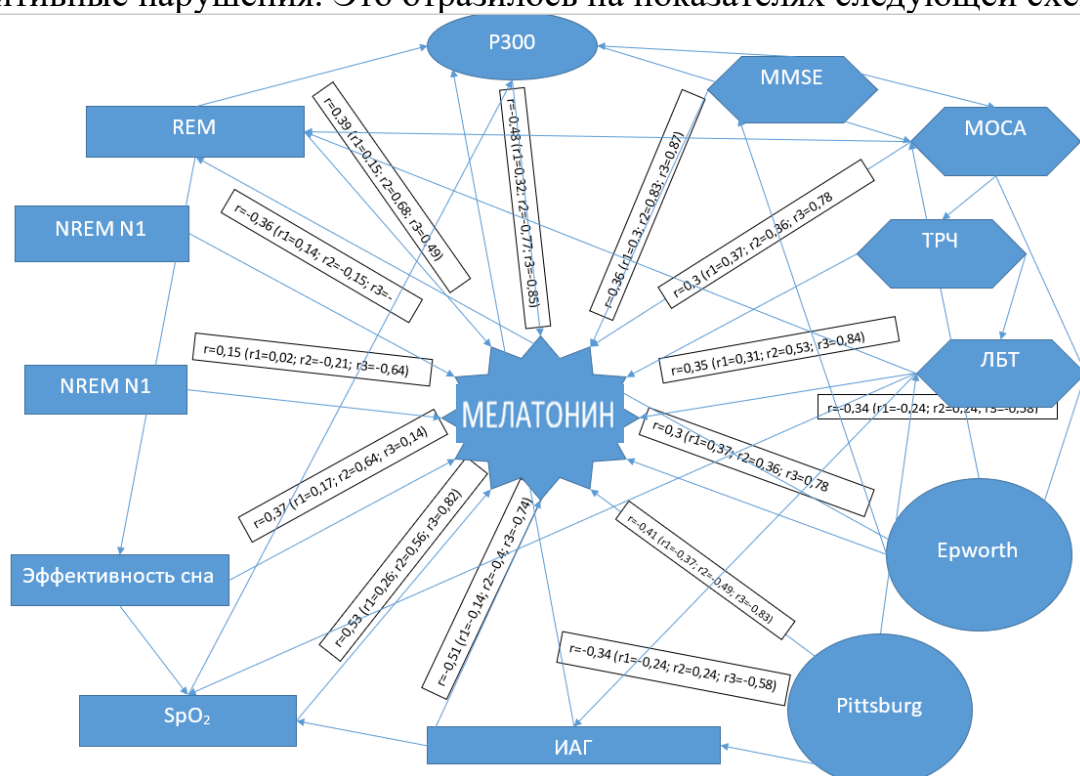 итивные нарушения. Это отразилось на показателях следующей
P300
MMSE
МОСА
REM
r=0,39 (r1=0,15; r2=0,68; r3=0,49)
r=-0,48 (r1=0,32; r2=-0,77; r3=-0,85)
r=0,36 (r1=0,3; r2=0,83; r3=0,87)
r=0,3 (r1=0,37; r2=0,36; r3=0,78
NREM N1
r=-0,36 (r1=0,14; r2=-0,15; r3=-
ТРЧ
r=0,15 (r1=0,02; r2=-0,21; r3=-0,64)
r=0,35 (r1=0,31; r2=0,53; r3=0,84)
ЛБТ
NREM N1
МЕЛАТОНИН
r=-0,34 (r1=-0,24; r2=0,24; r3=-0,58)
r=0,37 (r1=0,17; r2=0,64; r3=0,14)
r=0,3 (r1=0,37; r2=0,36; r3=0,78
Эффективность сна
r=0,53 (r1=0,26; r2=0,56; r3=0,82)
r=-0,51 (r1=-0,14; r2=-0,4; r3=-0,74)
r=-0,41 (r1=-0,37; r2=-0,49; r3=-0,83)
Epworth
r=-0,34 (r1=-0,24; r2=0,24; r3=-0,58)
SpO₂
ИАГ
Pittsburg